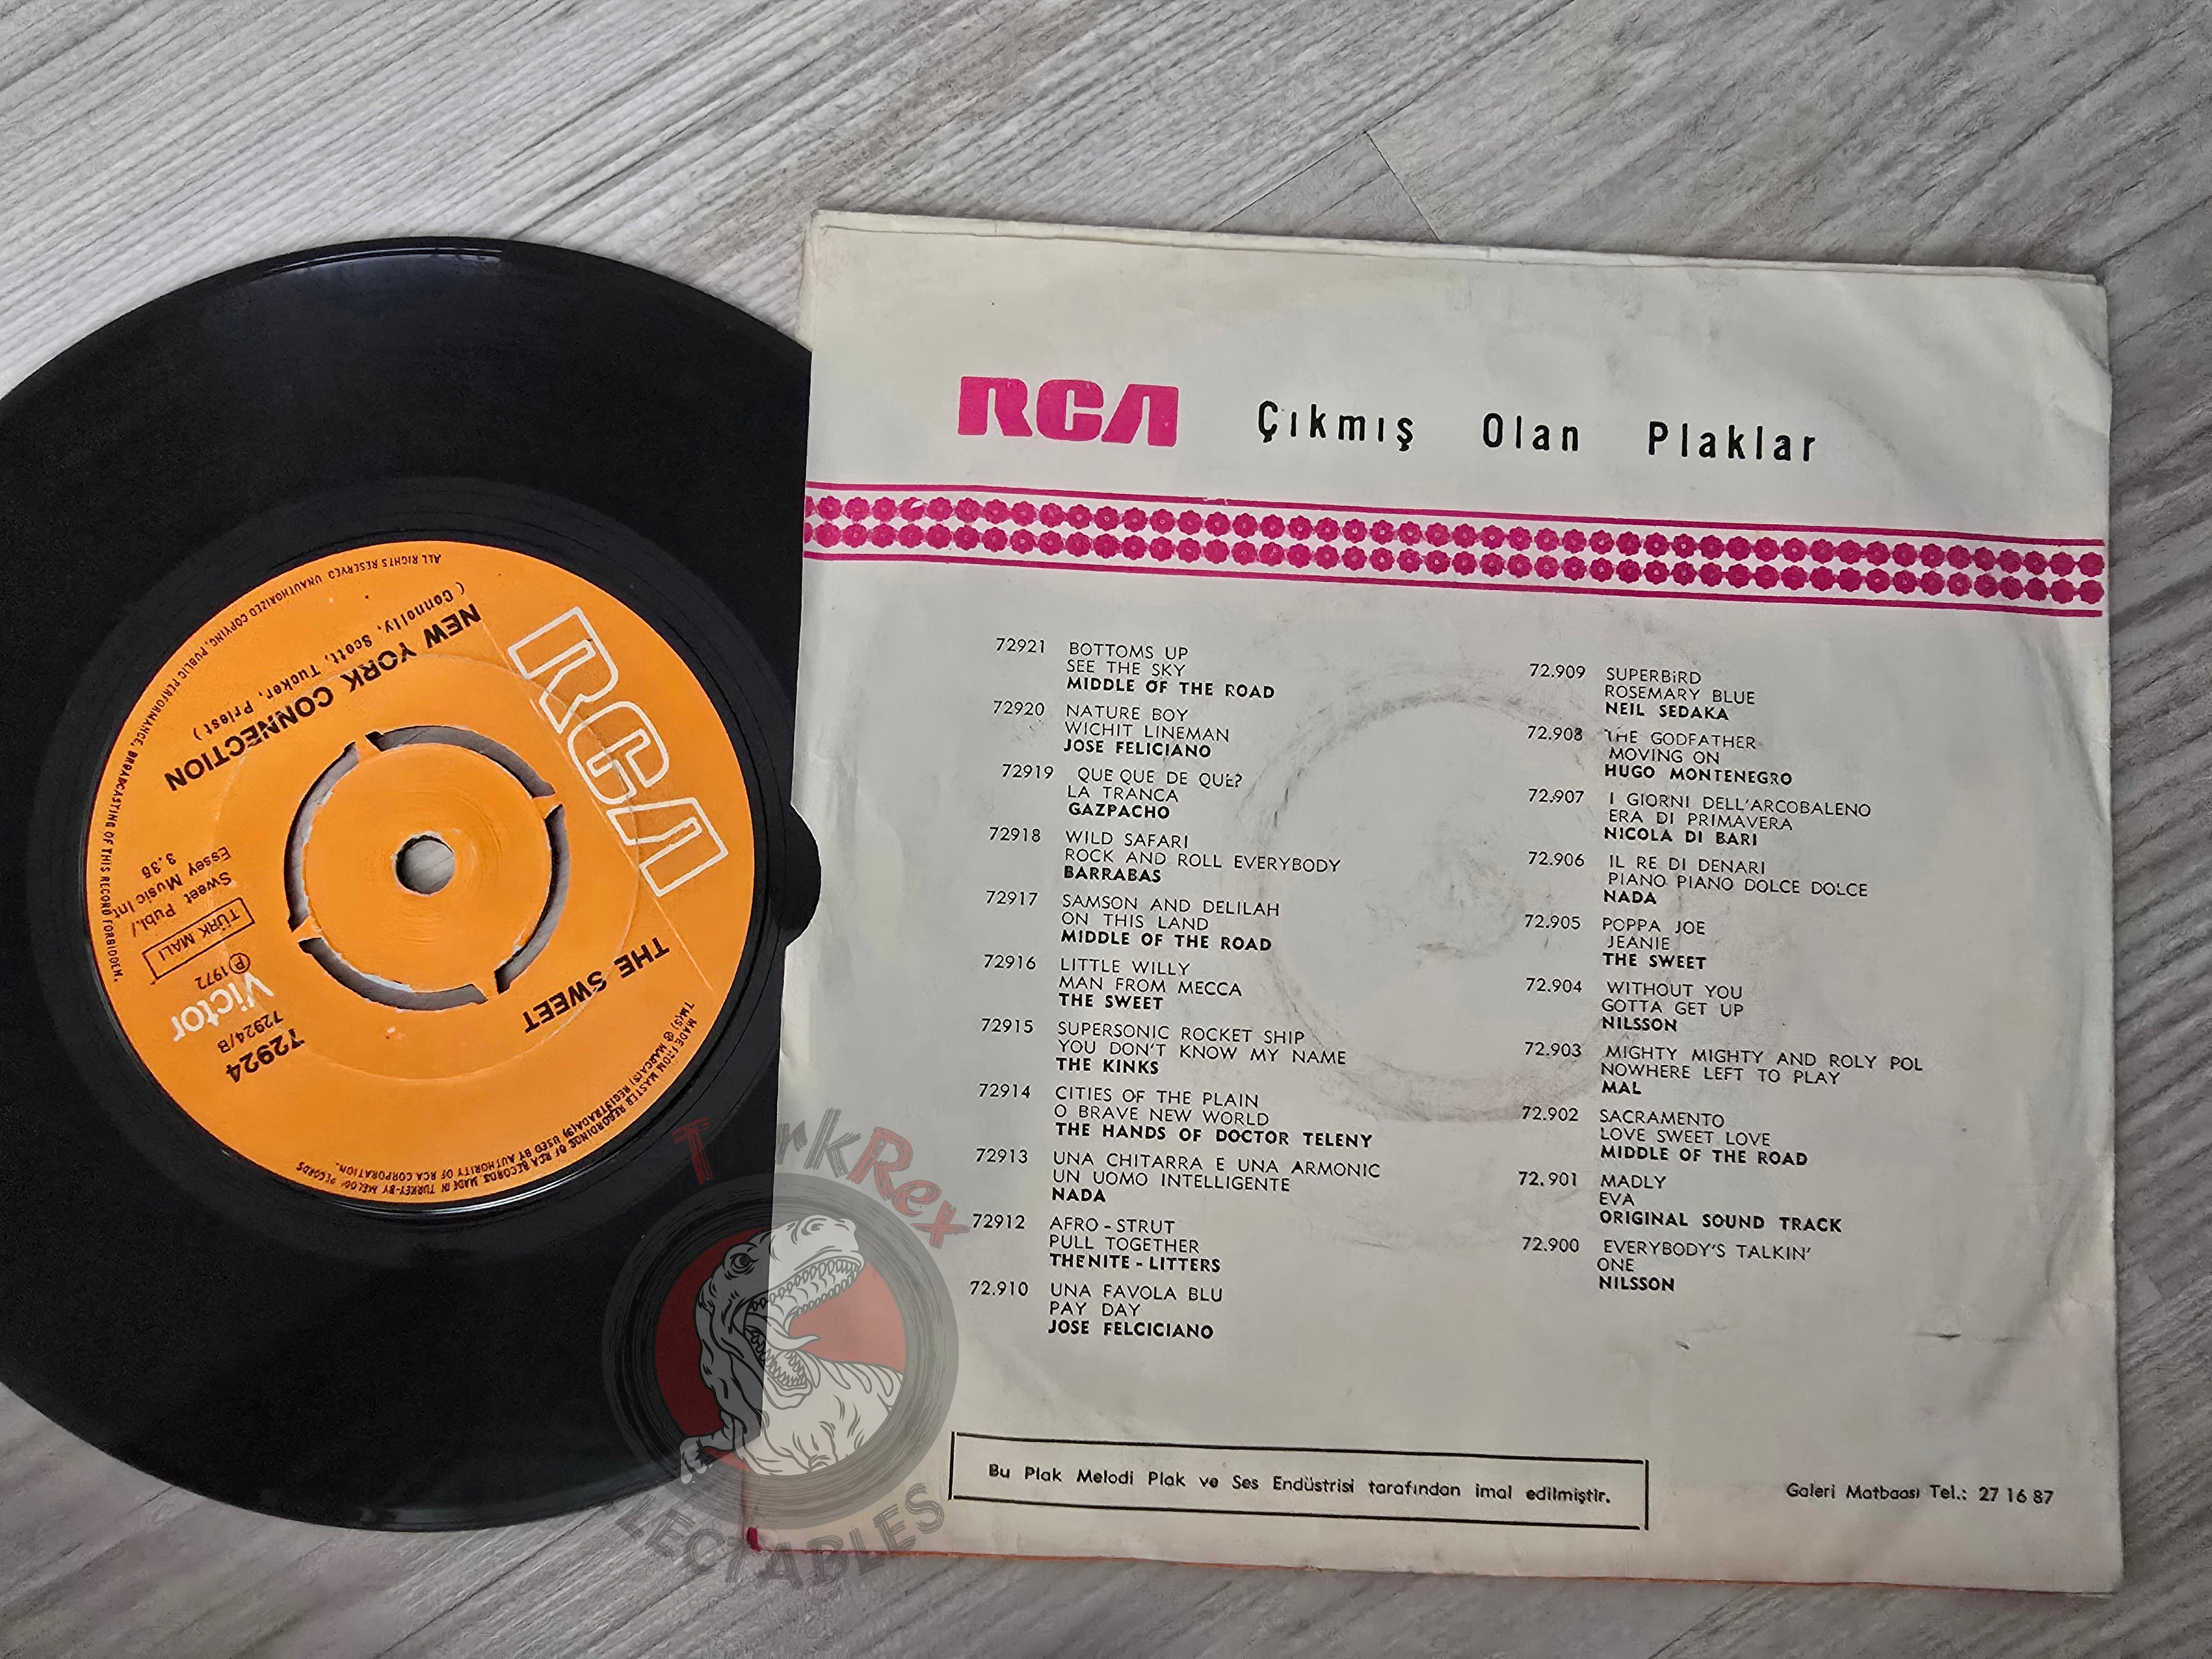 RCA Çıkmış Olan Plaklar
72921 BOTTOMS UP
SEE THE SKY
MIDDLE OF THE ROAD
72920 NATURE BOY
WICHIT LINEMAN
JOSE FELICIANO
72919 QUE QUE DE QUE?
LA TRANCA
GAZPACHO
72918 WILD SAFARI
ROCK AND ROLL EVERYBODY
BARRABAS
72917 SAMSON AND DELILAH
ON THIS LAND
MIDDLE OF THE ROAD
72916 LITTLE WILLY
MAN FROM MECCA
THE SWEET
72915 SUPERSONIC ROCKET SHIP
YOU DON'T KNOW MY NAME
THE KINKS
72914 CITIES OF THE PLAIN
O BRAVE NEW WORLD
THE HANDS OF DOCTOR TELENY
72913 UNA CHITARRA E UNA ARMONIC
UN UOMO INTELLIGENTE
NADA
72912 AFRO-STRUT
PULL TOGETHER
THENITE-LITTERS
72.910 UNA FAVOLA BLU
PAY DAY
JOSE FELCICIANO
72.909 SUPERBİRD
ROSEMARY BLUE
NEIL SEDAKA
72.908 THE GODFATHER
MOVING ON
HUGO MONTENEGRO
72.907 I GIORNI DELL'ARCOBALENO
ERA DI PRIMAVERA
NICOLA DI BARI
72.906 IL RE DI DENARI
PIANO PIANO DOLCE DOLCE
NADA
72.905 POPPA JOE
JEANIE
THE SWEET
72.904 WITHOUT YOU
GOTTA GET UP
NILSSON
72.903 MIGHTY MIGHTY AND ROLY POL
NOWHERE LEFT TO PLAY
MAL
72.902 SACRAMENTO
LOVE SWEET LOVE
MIDDLE OF THE ROAD
72.901 MADLY
EVA
ORIGINAL SOUND TRACK
72.900 EVERYBODY'S TALKIN'
ONE
NILSSON
Bu Plak Melodi Plak ve Ses Endüstrisi tarafından imal edilmiştir.
Galeri Matbaası Tel.: 27 16 87
RCA
NEW YORK CONNECTION
(Connolly, Scott, Tucker, Priest)
THE SWEET
Sweet Publ./
Essey Music Int
3.35
TÜRK MALI
℗ 1972
Victor
72924
72924/B
ALL RIGHTS RESERVED UNAUTHORIZED COPYING, PUBLIC PERFORMANCE, BROADCASTING OF THIS RECORD FORBIDDEN.
MADE FROM MASTER RECORDINGS OF RCA RECORDS MADE IN TURKEY-BY MELODİ RECORDS
TM(S) ® MARCA(S) REGISTRADA(S) USED BY AUTHORITY OF RCA CORPORATION.